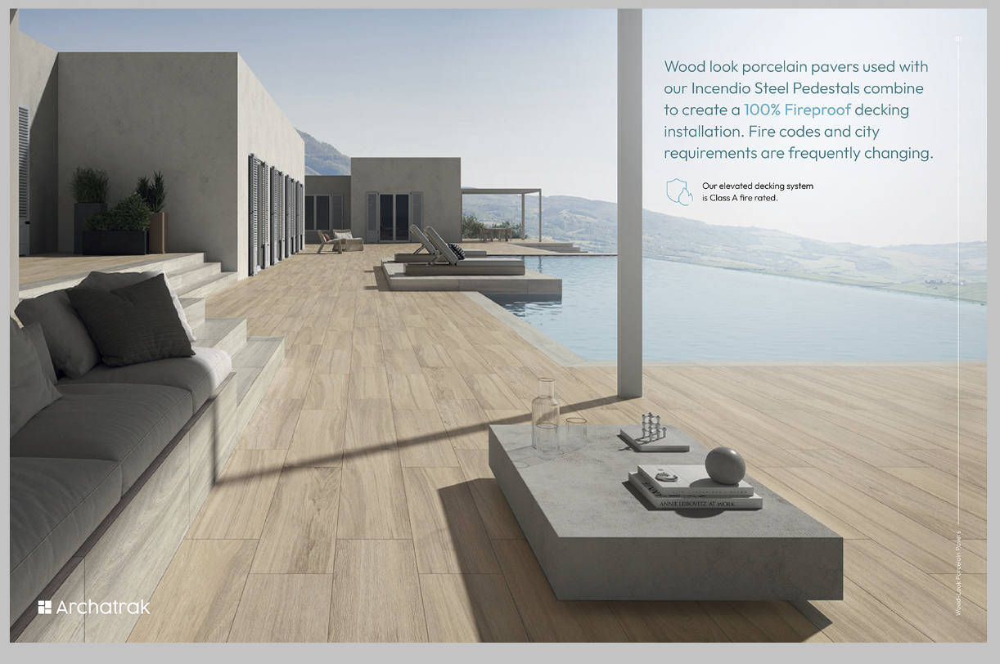 01
Wood look porcelain pavers used with
our Incendio Steel Pedestals combine
to create a 100% Fireproof decking
installation. Fire codes and city
requirements are frequently changing.
Our elevated decking system
is Class A fire rated.
ANNIE LEIBOVITZ AT WORK
Archatrak
Wood-Look Porcelain Pavers